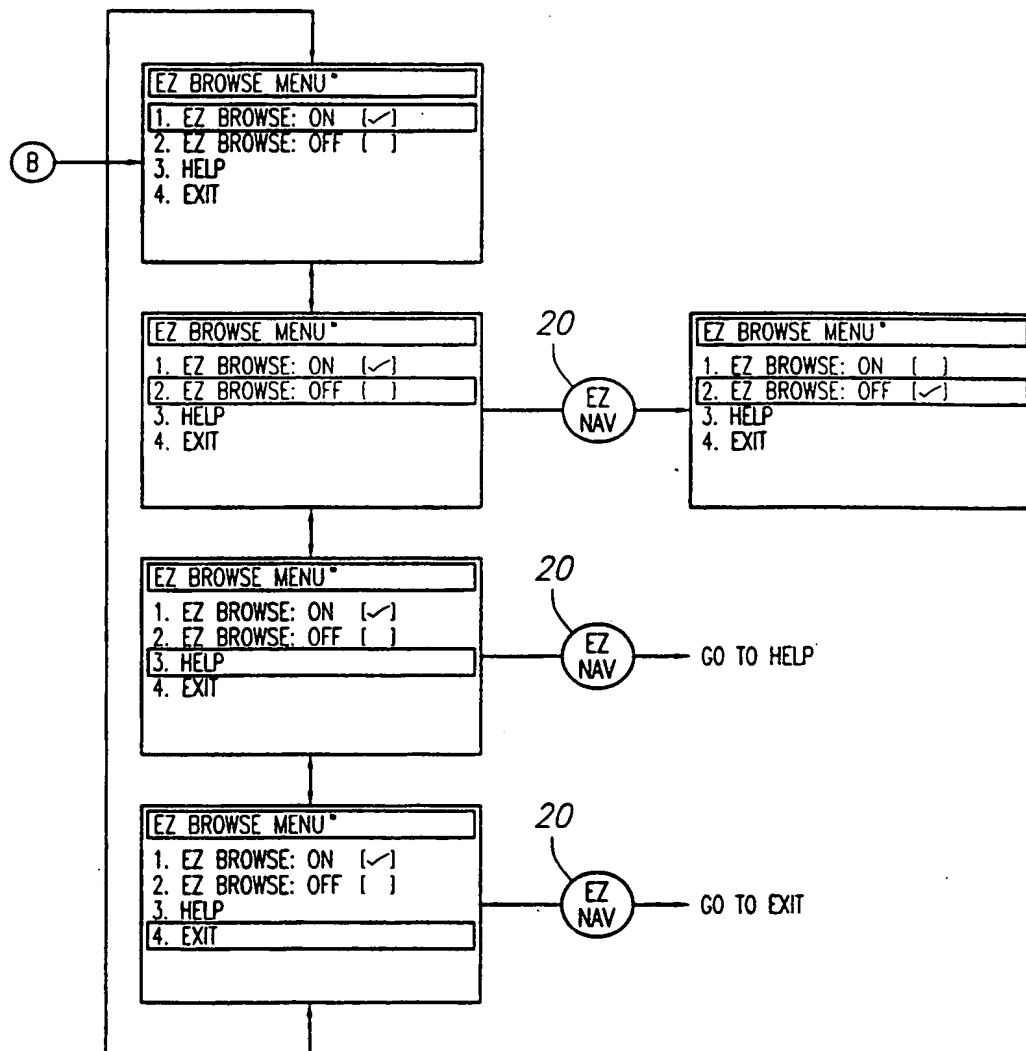 EZ BROWSE MENU•
1. EZ BROWSE: ON [✓]
2. EZ BROWSE: OFF [ ]
3. HELP
4. EXIT
B
EZ BROWSE MENU•
1. EZ BROWSE: ON [✓]
2. EZ BROWSE: OFF [ ]
3. HELP
4. EXIT
20
EZ
NAV
EZ BROWSE MENU•
1. EZ BROWSE: ON [ ]
2. EZ BROWSE: OFF [✓]
3. HELP
4. EXIT
EZ BROWSE MENU•
1. EZ BROWSE: ON [✓]
2. EZ BROWSE: OFF [ ]
3. HELP
4. EXIT
20
EZ
NAV
GO TO HELP
EZ BROWSE MENU•
1. EZ BROWSE: ON [✓]
2. EZ BROWSE: OFF [ ]
3. HELP
4. EXIT
20
EZ
NAV
GO TO EXIT